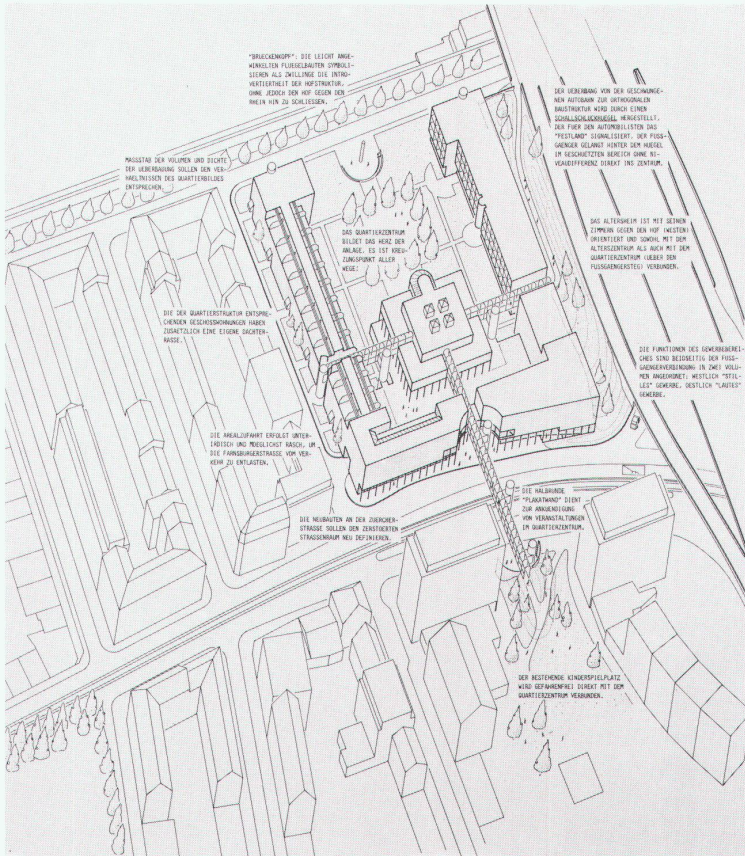 "BRUECKENKOPF": DIE LEICHT ANGE-
WINKELTEN FLUEGELBAUTEN SYMBOLI-
SIEREN ALS ZWILLINGE DIE INTRO-
VERTIERTHEIT DER HOFSTRUKTUR,
OHNE JEDOCH DEN HOF GEGEN DEN
RHEIN HIN ZU SCHLIESSEN.
DER UEBERBANG VON DER GESCHWUNGE-
NEN AUTOBAHN ZUR ORTHOGONALEN
BAUSTRUKTUR WIRD DURCH EINEN
SCHALLSCHLUCKHUEGEL HERGESTELLT,
DER FUER DEN AUTOMOBILISTEN DAS
"FESTLAND" SIGNALISIERT. DER FUSS-
GAENGER GELANGT HINTER DEM HUEGEL
IM GESCHUETZTEN BEREICH OHNE NI-
VEAUDIFFERENZ DIREKT INS ZENTRUM.
MASSSTAB DER VOLUMEN UND DICHTE
DER UEBERBAUUNG SOLLEN DEN VER-
HAELTNISSEN DES QUARTIERBILDES
ENTSPRECHEN.
DAS QUARTIERZENTRUM
BILDET DAS HERZ DER
ANLAGE. ES IST KREU-
ZUNGSPUNKT ALLER
WEGE.
DAS ALTERSHEIM IST MIT SEINEN
ZIMMERN GEGEN DEN HOF (WESTEN)
ORIENTIERT UND SOWOHL MIT DEM
ALTERSZENTRUM ALS AUCH MIT DEM
QUARTIERZENTRUM (UEBER DEN
FUSSGAENGERSTEG) VERBUNDEN.
DIE DER QUARTIERSTRUKTUR ENTSPRE-
CHENDEN GESCHOSSWOHNUNGEN HABEN
ZUSAETZLICH EINE EIGENE DACHTER-
RASSE.
DIE FUNKTIONEN DES GEWERBEBEREI-
CHES SIND BEIDSEITIG DER FUSS-
GAENGERVERBINDUNG IN ZWEI VOLU-
MEN ANGEORDNET: WESTLICH "STIL-
LES" GEWERBE, OESTLICH "LAUTES"
GEWERBE.
DIE AREALZUFAHRT ERFOLGT UNTER-
IRDISCH UND MOEGLICHST RASCH, UM
DIE FARNSBURGERSTRASSE VOM VER-
KEHR ZU ENTLASTEN.
DIE HALBRUNDE
"PLAKATWAND" DIENT
ZUR ANKUENDIGUNG
VON VERANSTALTUNGEN
IM QUARTIERZENTRUM.
DIE NEUBAUTEN AN DER ZUERCHER-
STRASSE SOLLEN DEN ZERSTOERTEN
STRASSENRAUM NEU DEFINIEREN.
DER BESTEHENDE KINDERSPIELPLATZ
WIRD GEFAHRENFREI DIREKT MIT DEM
QUARTIERZENTRUM VERBUNDEN.